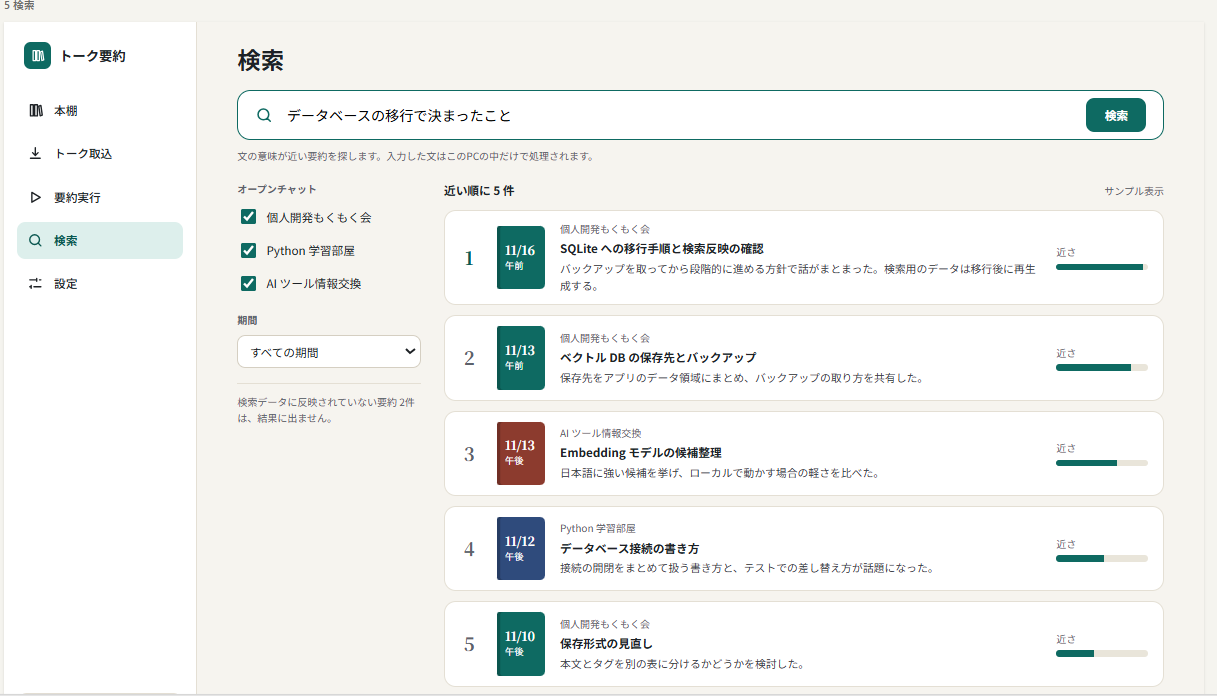 5 検索
トーク要約
本棚
トーク取込
要約実行
検索
設定
検索
データベースの移行で決まったこと
検索
文の意味が近い要約を探します。入力した文はこのPCの中だけで処理されます。
オープンチャット
個人開発もくもく会
Python 学習部屋
AI ツール情報交換
期間
すべての期間
検索データに反映されていない要約 2件
は、結果に出ません。
近い順に 5 件
サンプル表示
1
11/16
午前
個人開発もくもく会
SQLite への移行手順と検索反映の確認
バックアップを取ってから段階的に進める方針で話がまとまった。検索用のデータは移行後に再生
成する。
近さ
2
11/13
午前
個人開発もくもく会
ベクトル DB の保存先とバックアップ
保存先をアプリのデータ領域にまとめ、バックアップの取り方を共有した。
近さ
3
11/13
午後
AI ツール情報交換
Embedding モデルの候補整理
日本語に強い候補を挙げ、ローカルで動かす場合の軽さを比べた。
近さ
4
11/12
午後
Python 学習部屋
データベース接続の書き方
接続の開閉をまとめて扱う書き方と、テストでの差し替え方が話題になった。
近さ
5
11/10
午後
個人開発もくもく会
保存形式の見直し
本文とタグを別の表に分けるかどうかを検討した。
近さ